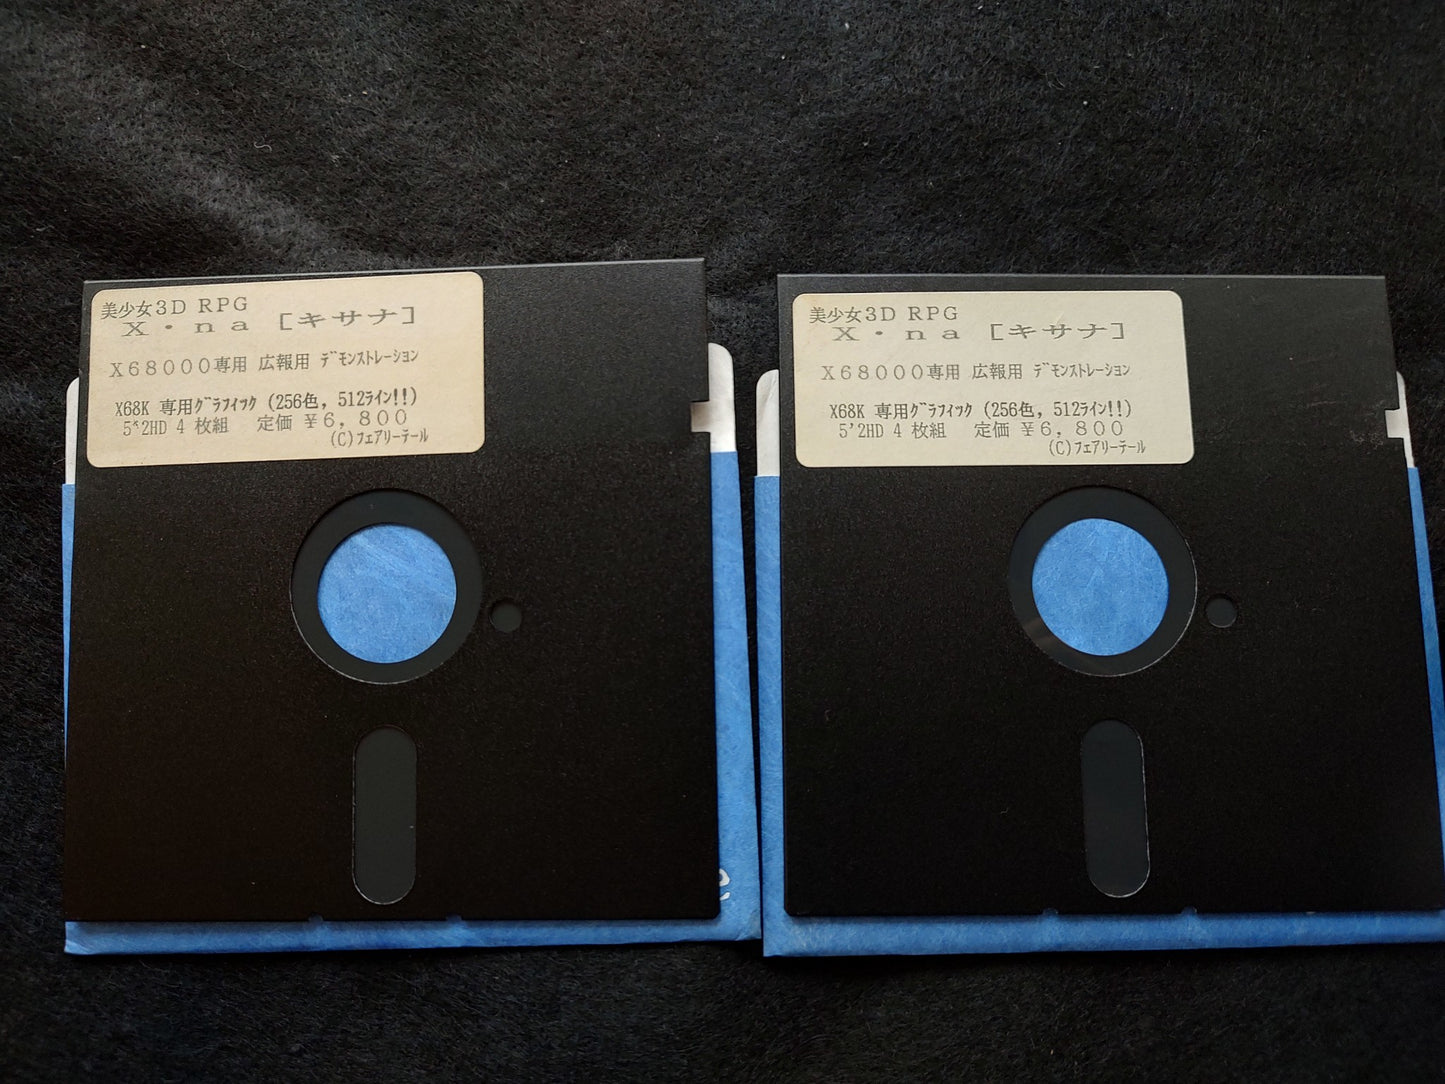 美少女３Ｄ ＲＰＧ
Ｘ・ｎａ ［キサナ］
Ｘ６８０００専用 広報用 ﾃﾞﾓﾝｽﾄﾚｰｼｮﾝ
X68K 専用ｸﾞﾗﾌｨｯｸ (256色, 512ﾗｲﾝ!!)
5"2HD 4 枚組 定価 ￥６，８００
(C)ﾌｪｱﾘｰﾃｰﾙ
美少女３Ｄ ＲＰＧ
Ｘ・ｎａ ［キサナ］
Ｘ６８０００専用 広報用 ﾃﾞﾓﾝｽﾄﾚｰｼｮﾝ
X68K 専用ｸﾞﾗﾌｨｯｸ (256色, 512ﾗｲﾝ!!)
5'2HD 4 枚組 定価 ￥６，８００
(C)ﾌｪｱﾘｰﾃｰﾙ
e